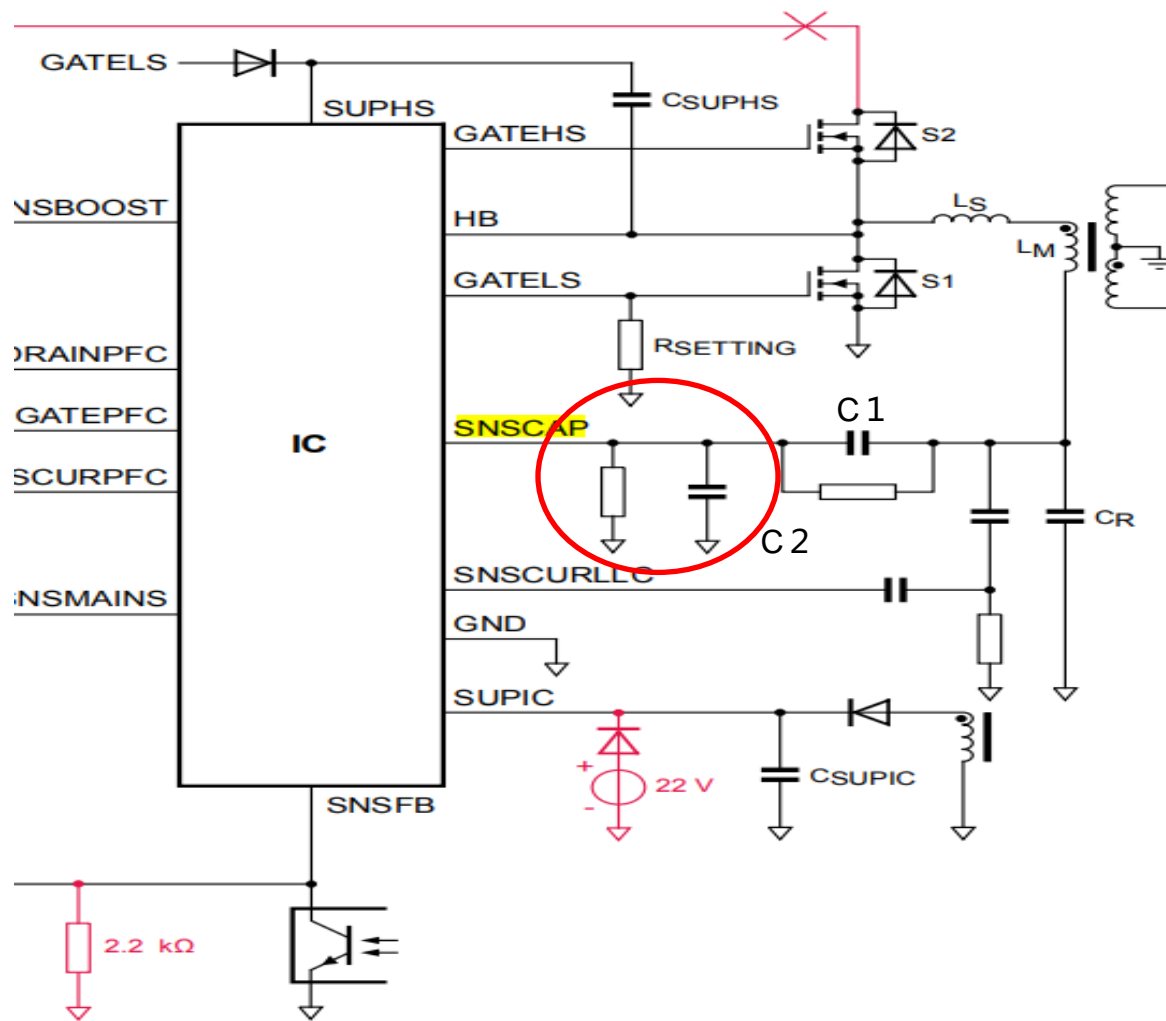 GATELS
CSUPHS
SUPHS
GATEHS
S2
NSBOOST
HB
LS
LM
GATELS
S1
RSETTING
DRAINPFC
GATEPFC
SNSCAP
C1
IC
SCURPFC
CR
C2
SNSCURLLC
NSMAINS
GND
SUPIC
+
22 V
-
CSUPIC
SNSFB
2.2 kΩ